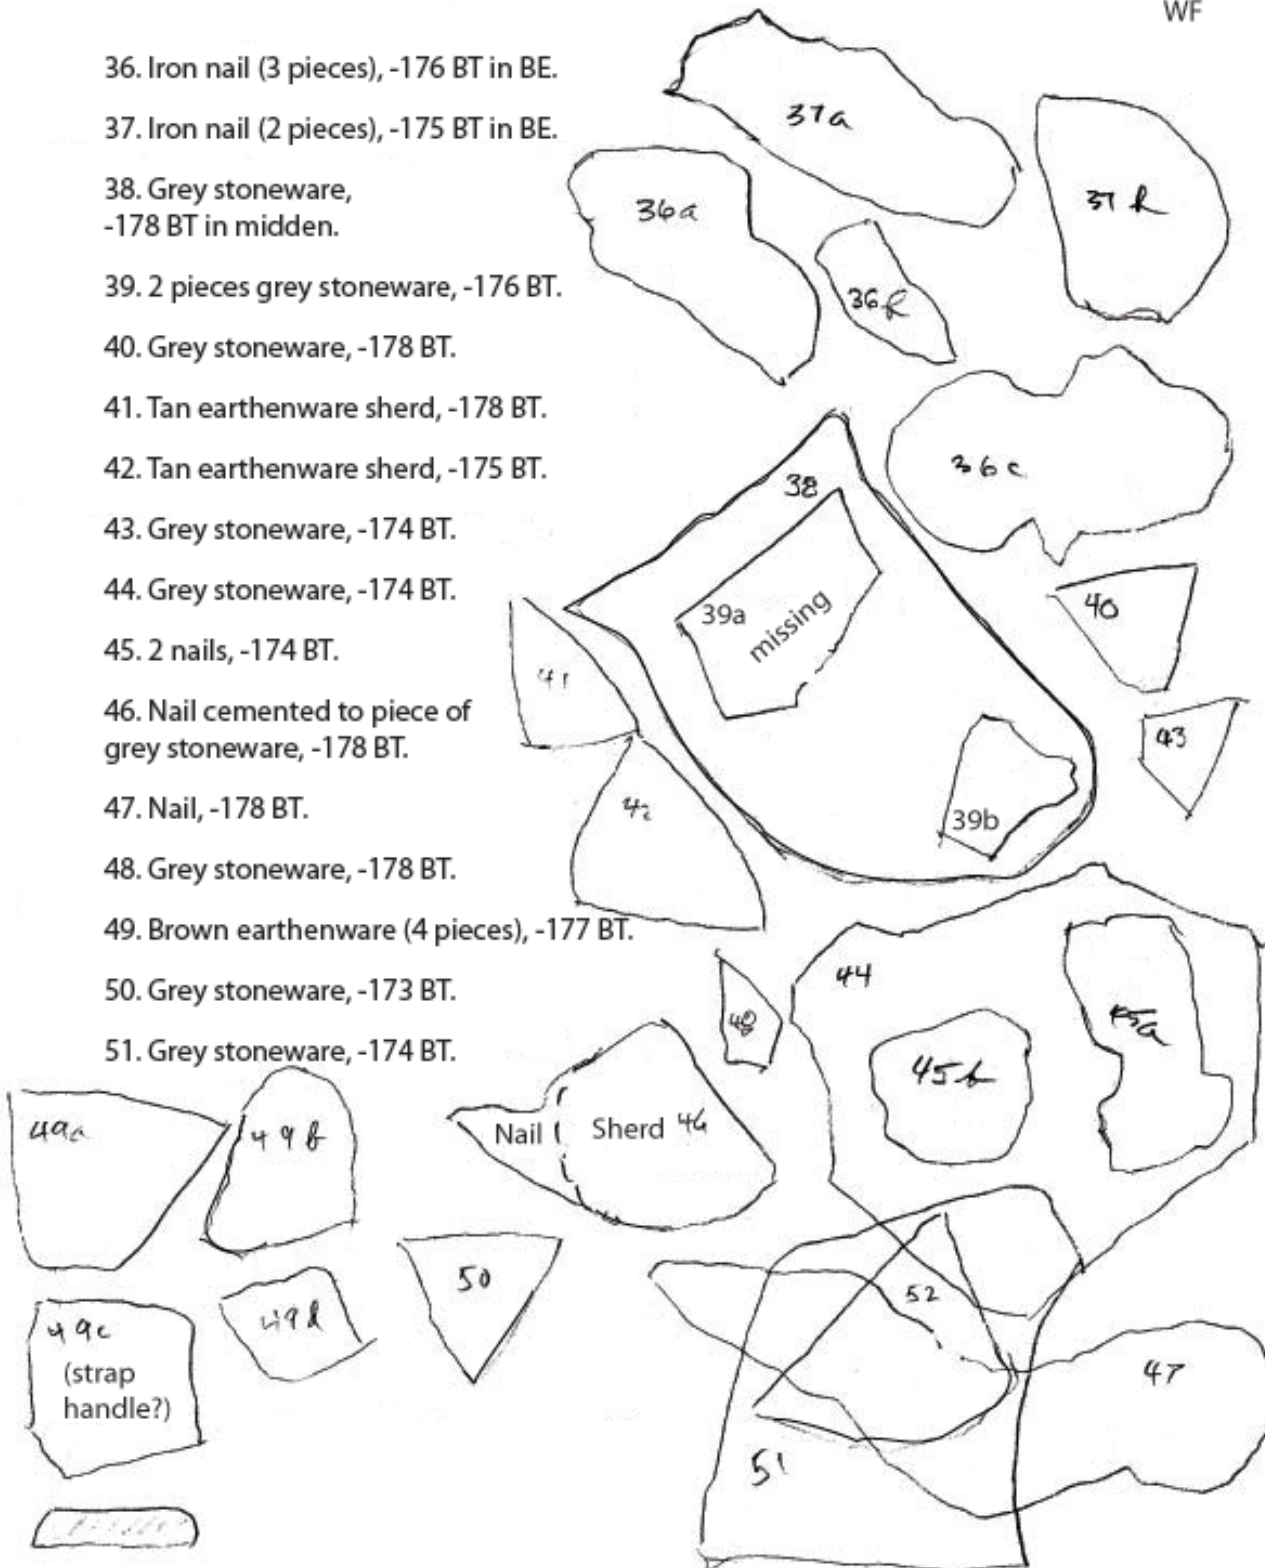 WF
36. Iron nail (3 pieces), -176 BT in BE.
37. Iron nail (2 pieces), -175 BT in BE.
38. Grey stoneware,
-178 BT in midden.
39. 2 pieces grey stoneware, -176 BT.
40. Grey stoneware, -178 BT.
41. Tan earthenware sherd, -178 BT.
42. Tan earthenware sherd, -175 BT.
43. Grey stoneware, -174 BT.
44. Grey stoneware, -174 BT.
45. 2 nails, -174 BT.
46. Nail cemented to piece of
grey stoneware, -178 BT.
47. Nail, -178 BT.
48. Grey stoneware, -178 BT.
49. Brown earthenware (4 pieces), -177 BT.
50. Grey stoneware, -173 BT.
51. Grey stoneware, -174 BT.
37a
37b
36a
36b
36c
38
39a
missing
40
41
43
42
39b
44
48
45a
45b
Nail
Sherd 46
49a
49b
50
52
49c
(strap
handle?)
49d
47
51